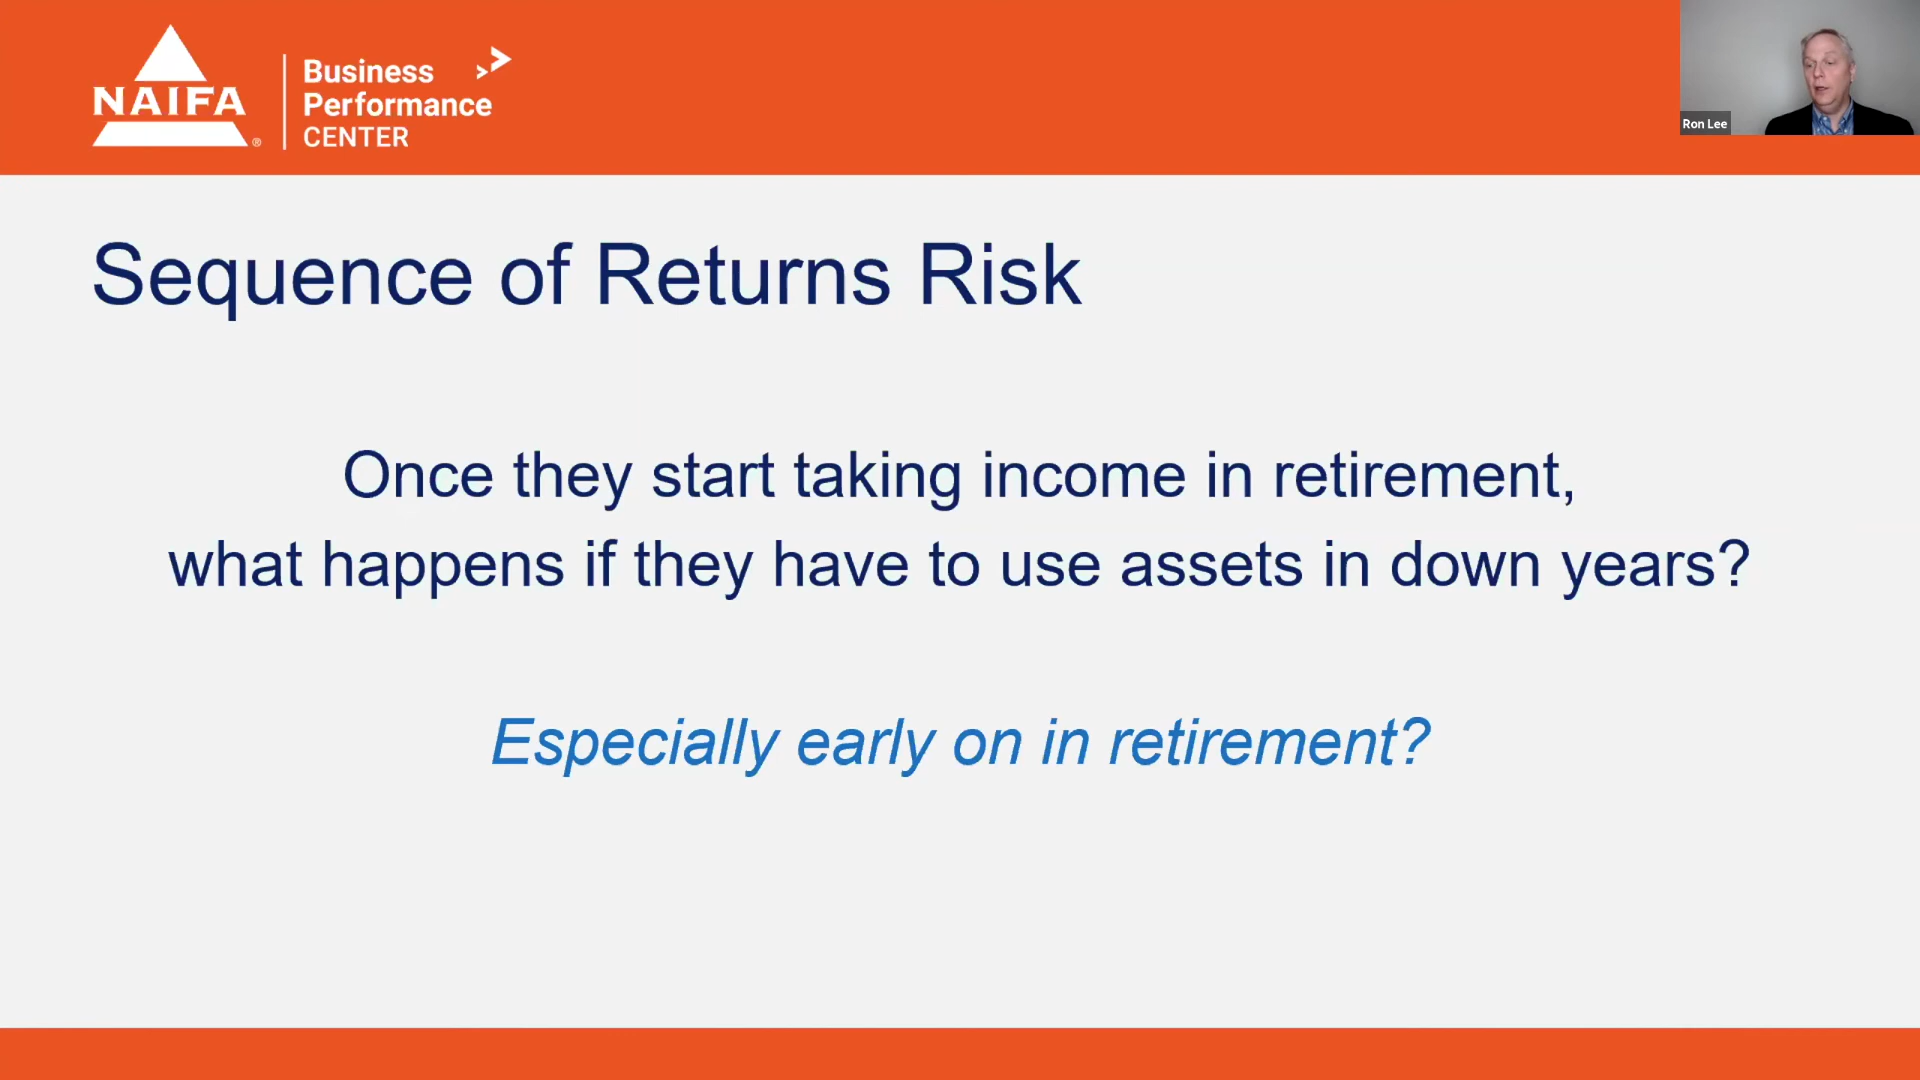 NAIFA®
Business
Performance
CENTER
Ron Lee
Sequence of Returns Risk
Once they start taking income in retirement,
what happens if they have to use assets in down years?
Especially early on in retirement?